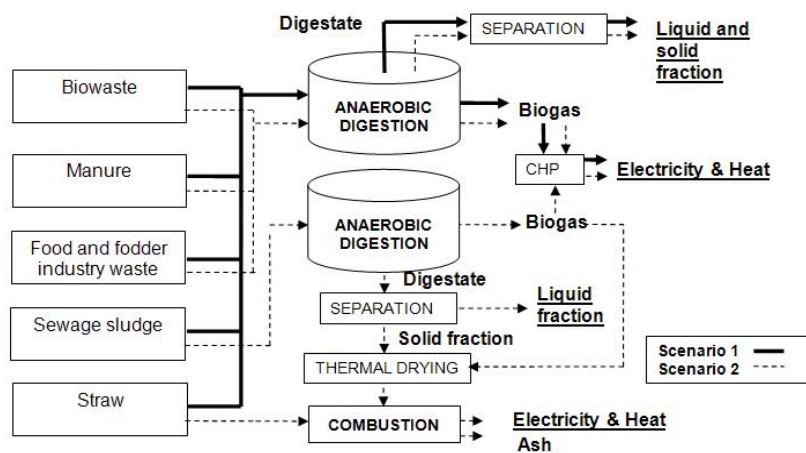 Digestate
SEPARATION
Liquid and
solid
fraction
Biowaste
ANAEROBIC
DIGESTION
Biogas
Manure
CHP
Electricity & Heat
ANAEROBIC
DIGESTION
Biogas
Food and fodder
industry waste
Digestate
SEPARATION
Liquid
fraction
Sewage sludge
Solid fraction
THERMAL DRYING
Scenario 1
Scenario 2
Straw
COMBUSTION
Electricity & Heat
Ash